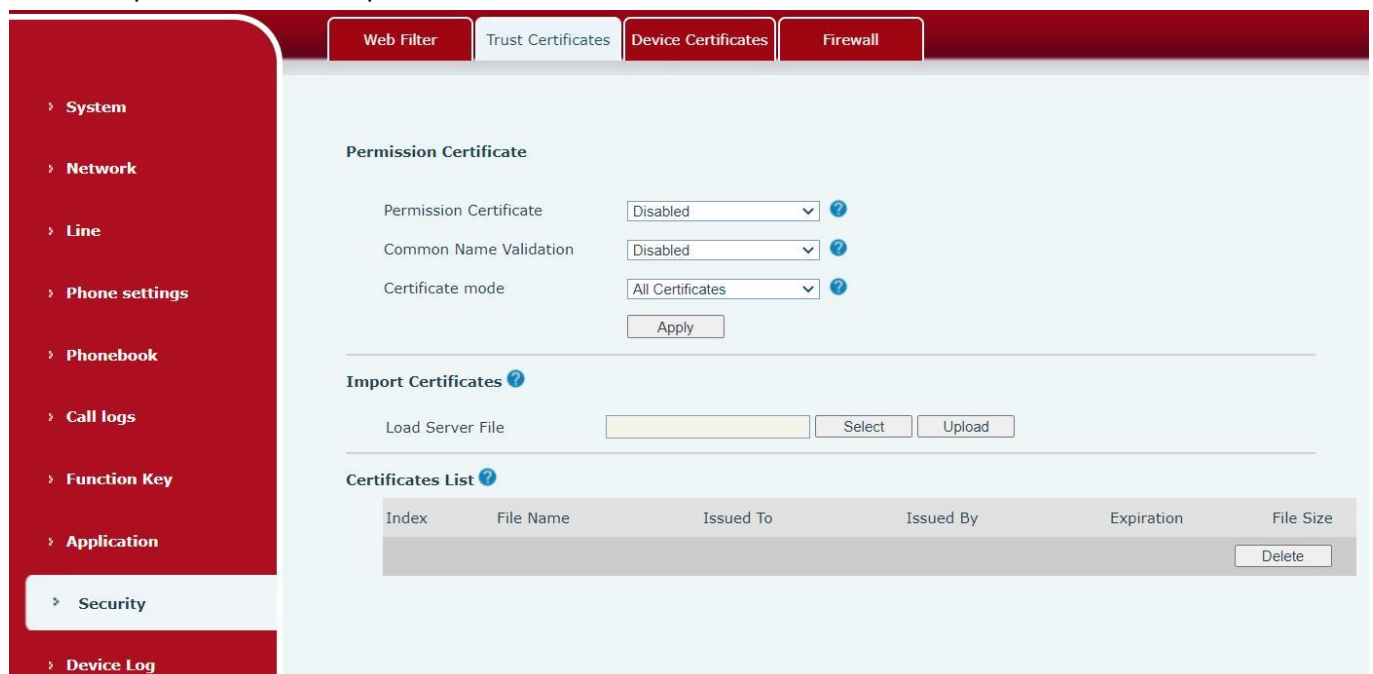 Web Filter Trust Certificates Device Certificates Firewall
System
Network
Line
Phone settings
Phonebook
Call logs
Function Key
Application
Security
Device Log
Permission Certificate
Permission Certificate Disabled
Common Name Validation Disabled
Certificate mode All Certificates
Apply
Import Certificates
Load Server File Select Upload
Certificates List
Index File Name Issued To Issued By Expiration File Size
Delete